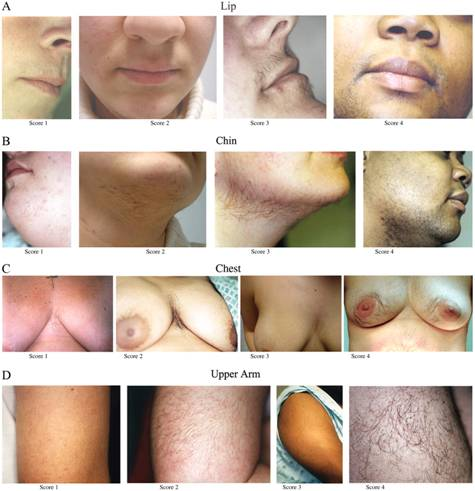 A
Lip
Score 1
Score 2
Score 3
Score 4
B
Chin
Score 1
Score 2
Score 3
Score 4
C
Chest
Score 1
Score 2
Score 3
Score 4
D
Upper Arm
Score 1
Score 2
Score 3
Score 4